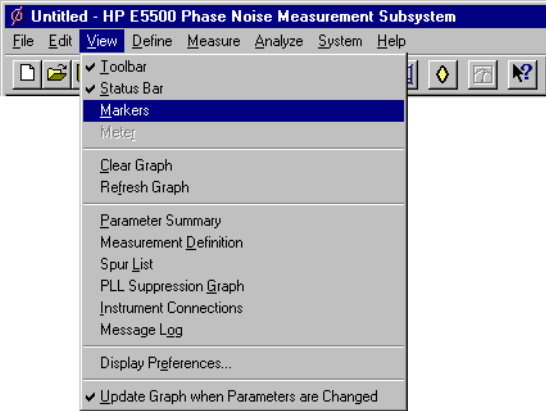 Untitled - HP E5500 Phase Noise Measurement Subsystem
File Edit View Define Measure Analyze System Help
Toolbar
Status Bar
Markers
Meter
Clear Graph
Refresh Graph
Parameter Summary
Measurement Definition
Spur List
PLL Suppression Graph
Instrument Connections
Message Log
Display Preferences...
Update Graph when Parameters are Changed